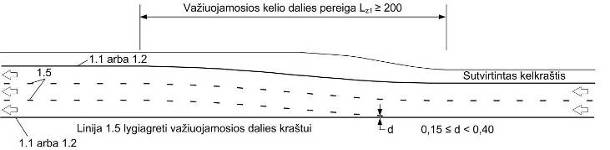 Važiuojamosios kelio dalies pereiga Lz1 ≥ 200
1.1 arba 1.2
1.5
Sutvirtintas kelkraštis
Linija 1.5 lygiagreti važiuojamosios dalies kraštui
d
0,15 ≤ d < 0,40
1.1 arba 1.2